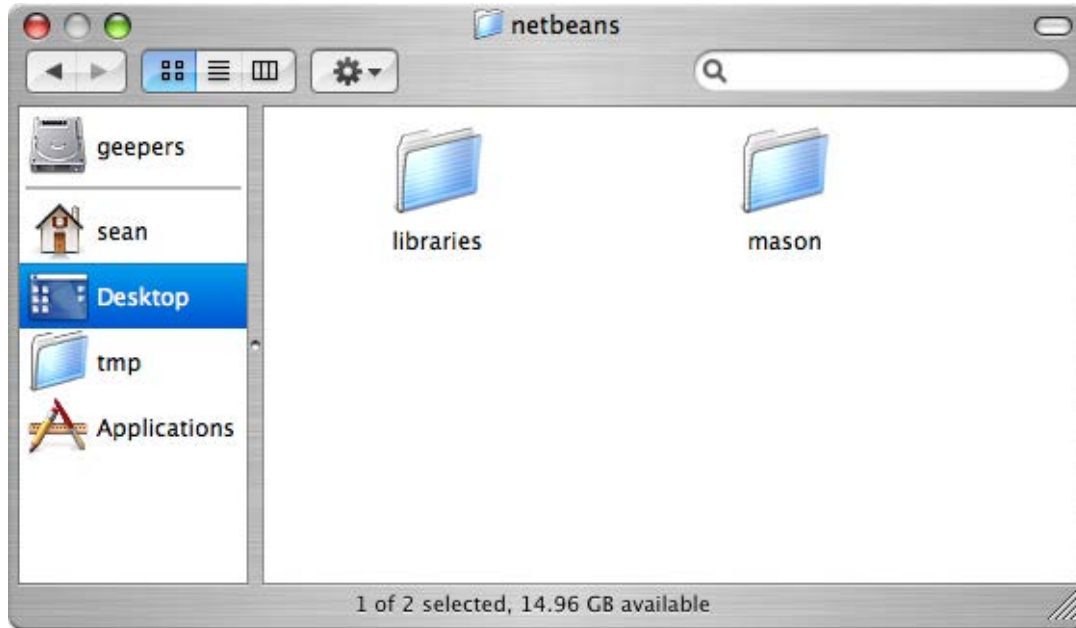 netbeans
geepers
sean
Desktop
tmp
Applications
libraries
mason
1 of 2 selected, 14.96 GB available